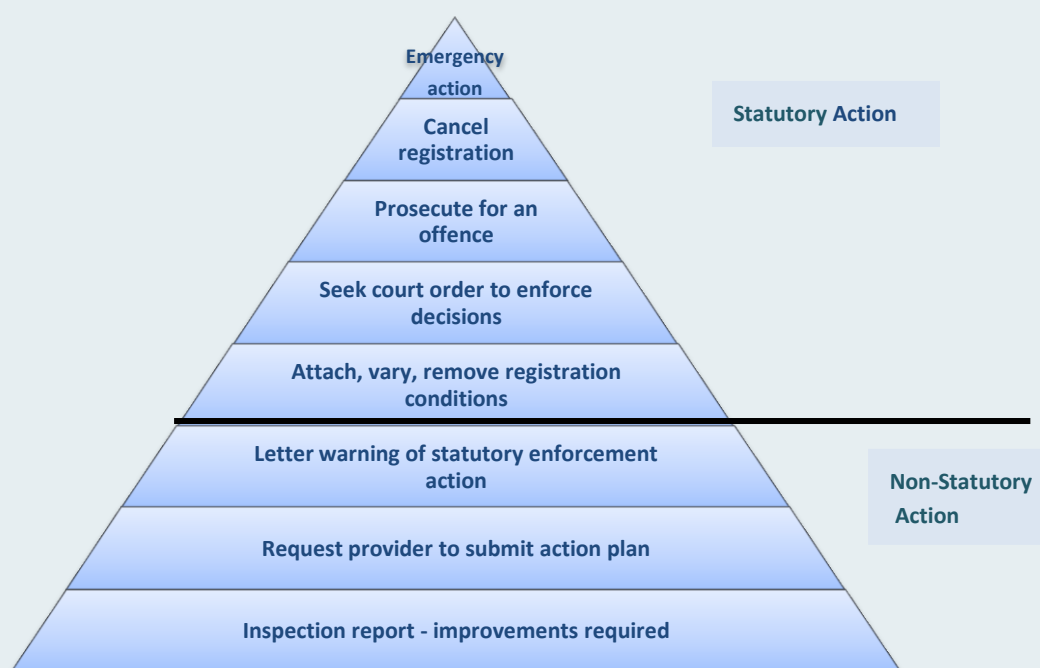 Emergency
action
Statutory Action
Cancel
registration
Prosecute for an
offence
Seek court order to enforce
decisions
Attach, vary, remove registration
conditions
Letter warning of statutory enforcement
action
Non-Statutory
Action
Request provider to submit action plan
Inspection report - improvements required